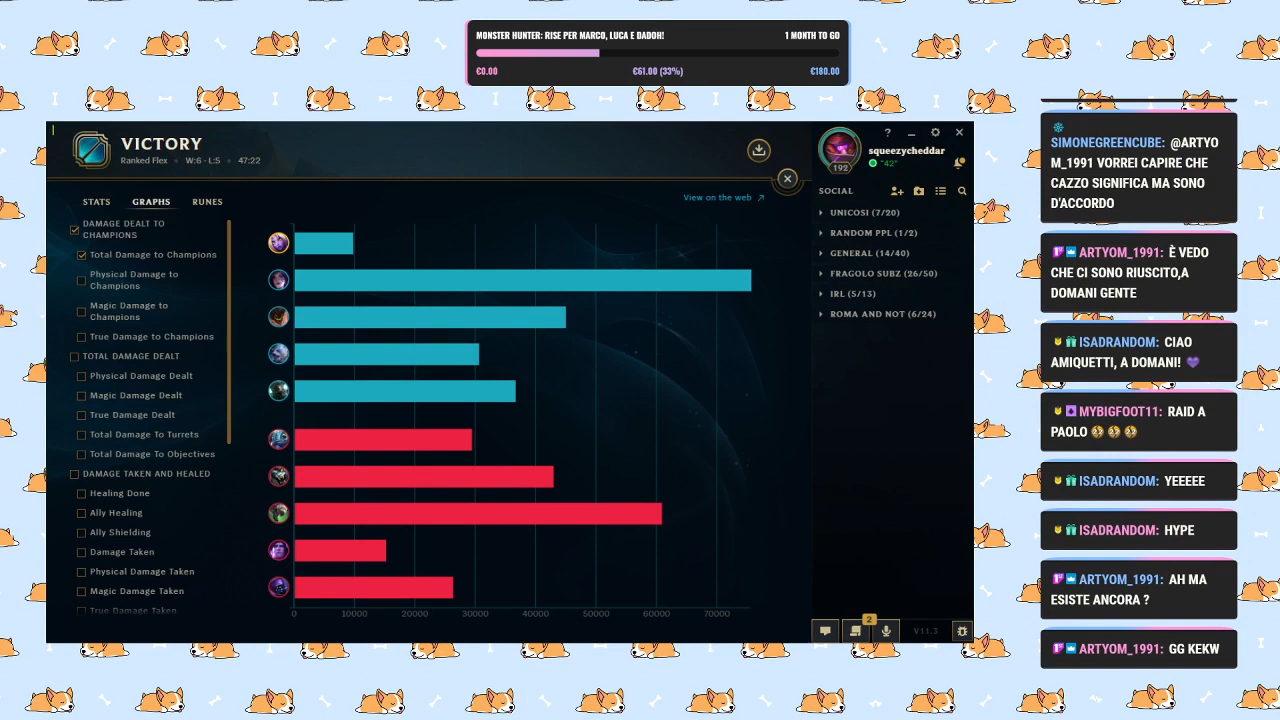 MONSTER HUNTER: RISE PER MARCO, LUCA E DADOH!
1 MONTH TO GO
€0.00
€61.00 (33%)
€180.00
VICTORY
Ranked Flex • W:6 - L:5 • 47:22
192
squeezycheddar
"42"
View on the web
STATS
GRAPHS
RUNES
DAMAGE DEALT TO
CHAMPIONS
Total Damage to Champions
Physical Damage to
Champions
Magic Damage to
Champions
True Damage to Champions
TOTAL DAMAGE DEALT
Physical Damage Dealt
Magic Damage Dealt
True Damage Dealt
Total Damage To Turrets
Total Damage To Objectives
DAMAGE TAKEN AND HEALED
Healing Done
Ally Healing
Ally Shielding
Damage Taken
Physical Damage Taken
Magic Damage Taken
True Damage Taken
0
10000
20000
30000
40000
50000
60000
70000
SOCIAL
UNICOSI (7/20)
RANDOM PPL (1/2)
GENERAL (14/40)
FRAGOLO SUBZ (26/50)
IRL (5/13)
ROMA AND NOT (6/24)
2
V11.3
SIMONEGREENCUBE: @ARTYO
M_1991 VORREI CAPIRE CHE
CAZZO SIGNIFICA MA SONO
D'ACCORDO
ARTYOM_1991: È VEDO
CHE CI SONO RIUSCITO,A
DOMANI GENTE
ISADRANDOM: CIAO
AMIQUETTI, A DOMANI!
MYBIGFOOT11: RAID A
PAOLO
ISADRANDOM: YEEEEE
ISADRANDOM: HYPE
ARTYOM_1991: AH MA
ESISTE ANCORA ?
ARTYOM_1991: GG KEKW